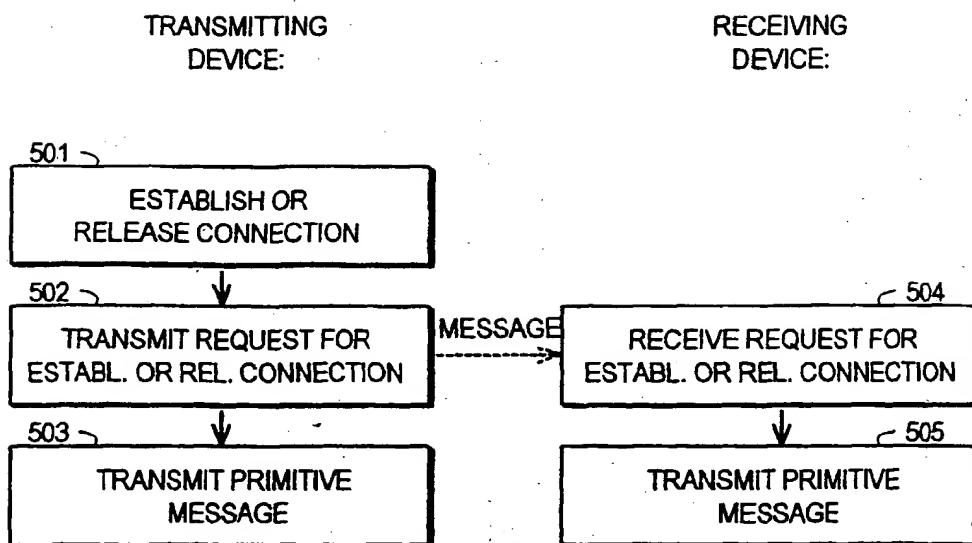 TRANSMITTING
DEVICE:
RECEIVING
DEVICE:
501
ESTABLISH OR
RELEASE CONNECTION
502
TRANSMIT REQUEST FOR
ESTABL. OR REL. CONNECTION
MESSAGE
504
RECEIVE REQUEST FOR
ESTABL. OR REL. CONNECTION
503
TRANSMIT PRIMITIVE
MESSAGE
505
TRANSMIT PRIMITIVE
MESSAGE